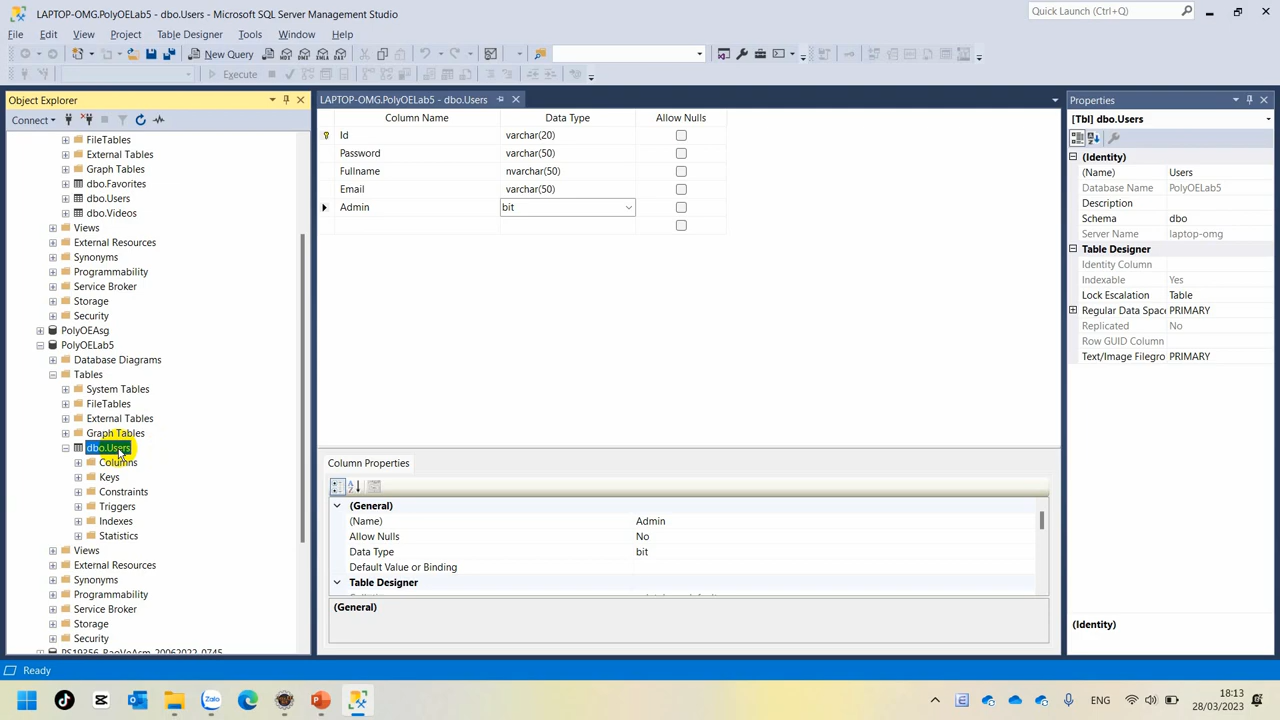 LAPTOP-OMG.PolyOELab5 - dbo.Users - Microsoft SQL Server Management Studio
Quick Launch (Ctrl+Q)
File Edit View Project Table Designer Tools Window Help
New Query
Execute
Object Explorer
Connect
FileTables
External Tables
Graph Tables
dbo.Favorites
dbo.Users
dbo.Videos
Views
External Resources
Synonyms
Programmability
Service Broker
Storage
Security
PolyOEAsg
PolyOELab5
Database Diagrams
Tables
System Tables
FileTables
External Tables
Graph Tables
dbo.Users
Columns
Keys
Constraints
Triggers
Indexes
Statistics
Views
External Resources
Synonyms
Programmability
Service Broker
Storage
Security
PS19356_RaoVeAsm_20062022_0745
LAPTOP-OMG.PolyOELab5 - dbo.Users
Column Name Data Type Allow Nulls
Id varchar(20)
Password varchar(50)
Fullname nvarchar(50)
Email varchar(50)
Admin bit
Column Properties
(General)
(Name) Admin
Allow Nulls No
Data Type bit
Default Value or Binding
Table Designer
(General)
Properties
[Tbl] dbo.Users
(Identity)
(Name) Users
Database Name PolyOELab5
Description
Schema dbo
Server Name laptop-omg
Table Designer
Identity Column
Indexable Yes
Lock Escalation Table
Regular Data Space PRIMARY
Replicated No
Row GUID Column
Text/Image Filegro PRIMARY
(Identity)
Ready
Zalo
ENG
18:13
28/03/2023